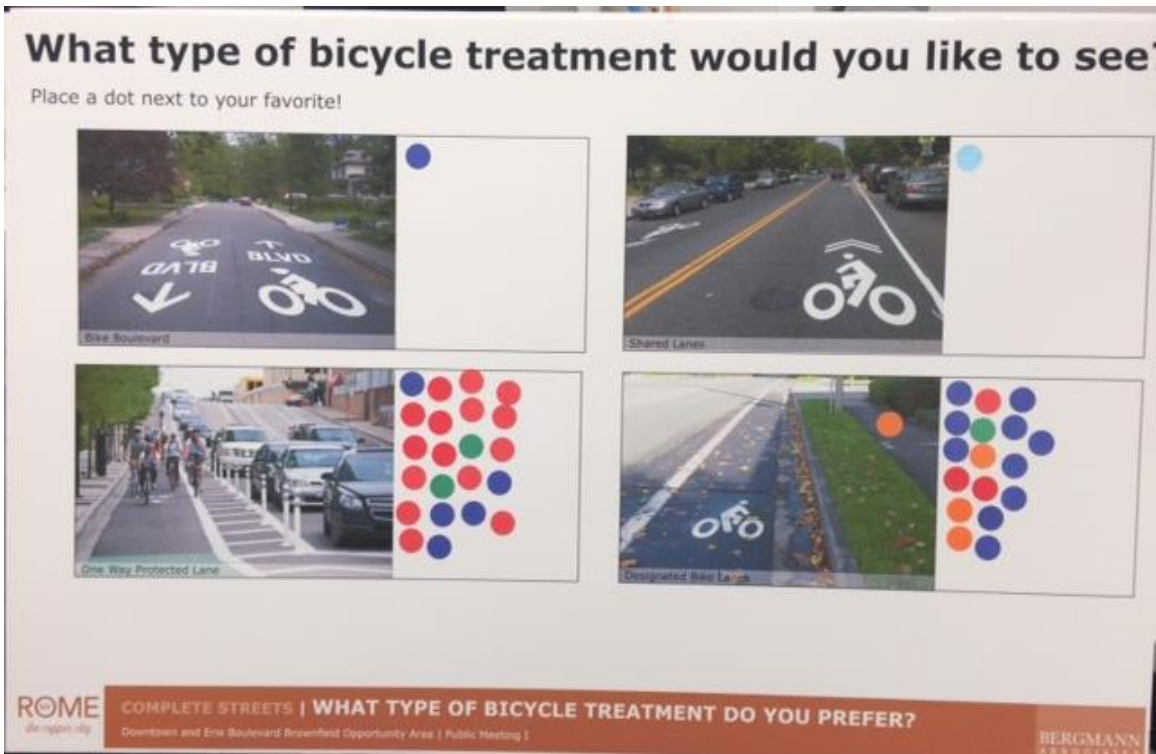 What type of bicycle treatment would you like to see?
Place a dot next to your favorite!
BLVD
BLVD
Bike Boulevard
Shared Lanes
One Way Protected Lane
Designated Bike Lanes
ROME
the copper city
COMPLETE STREETS | WHAT TYPE OF BICYCLE TREATMENT DO YOU PREFER?
Downtown and Erie Boulevard Brownfield Opportunity Area | Public Meeting |
BERGMANN